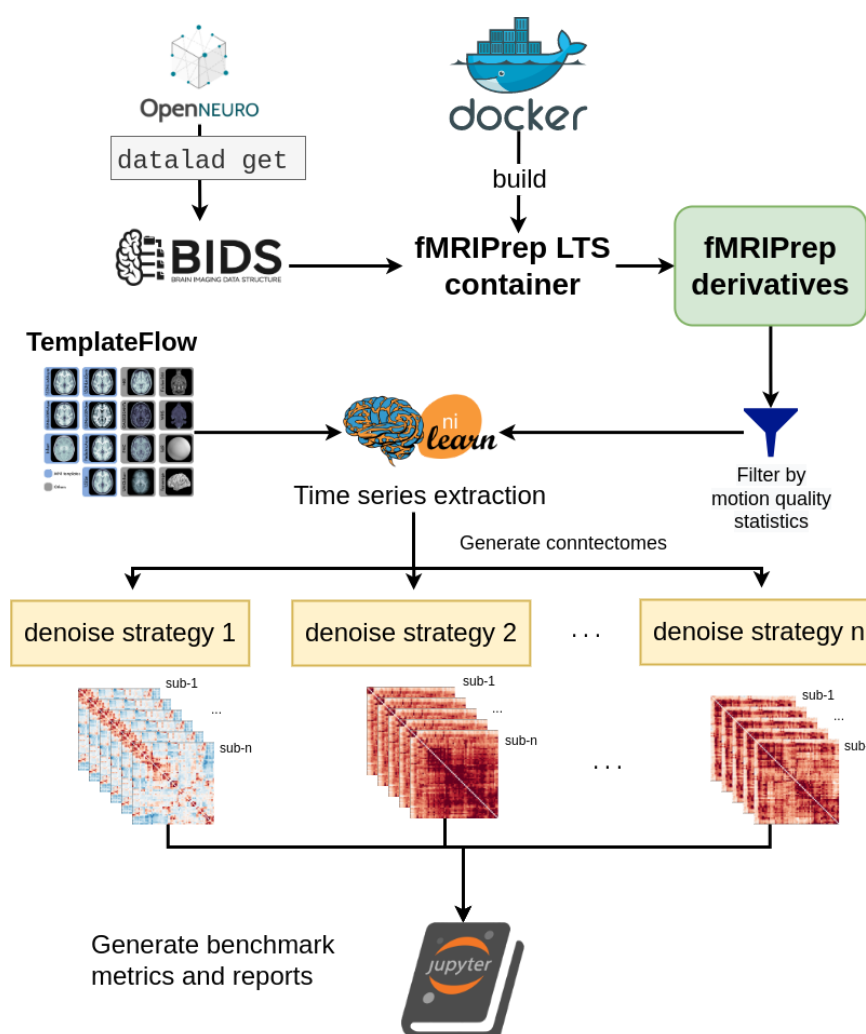 OPENNEURO
docker
datalad get
build
BIDS
BRAIN IMAGING DATA STRUCTURE
fMRIPrep LTS
container
fMRIPrep
derivatives
TemplateFlow
ni
learn
Time series extraction
Filter by
motion quality
statistics
Generate conntectomes
denoise strategy 1
denoise strategy 2
. . .
denoise strategy n
sub-1
...
sub-n
sub-1
...
sub-n
. . .
sub-1
...
sub-
Generate benchmark
metrics and reports
jupyter